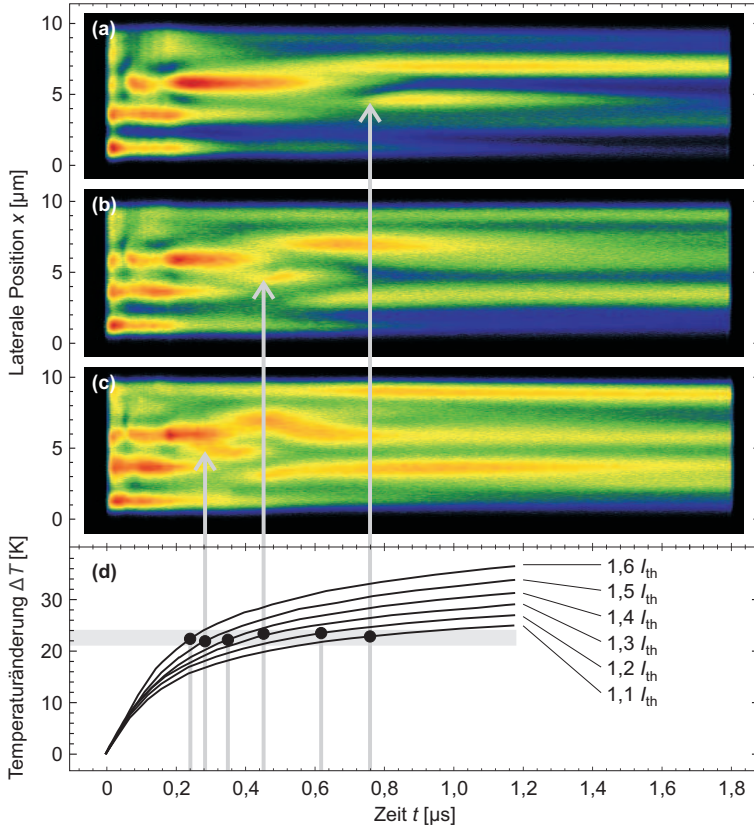 (a)
10
5
0
(b)
10
5
0
(c)
10
5
0
Laterale Position x [µm]
(d)
30
20
10
0
Temperaturänderung Δ T [K]
1,6 Ith
1,5 Ith
1,4 Ith
1,3 Ith
1,2 Ith
1,1 Ith
0 0,2 0,4 0,6 0,8 1,0 1,2 1,4 1,6 1,8
Zeit t [µs]